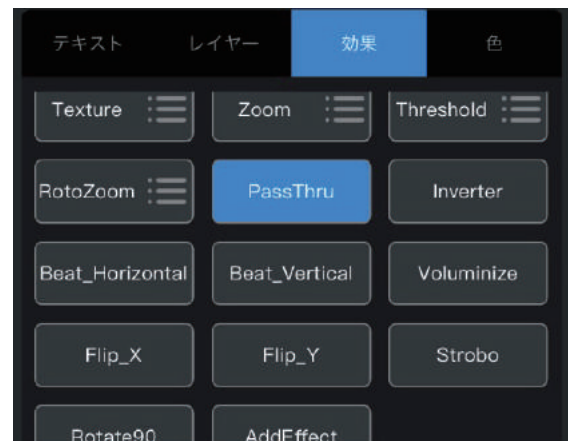 テキスト レイヤー 効果 色
Texture Zoom Threshold
RotoZoom PassThru Inverter
Beat_Horizontal Beat_Vertical Voluminize
Flip_X Flip_Y Strobo
Rotate90 AddEffect